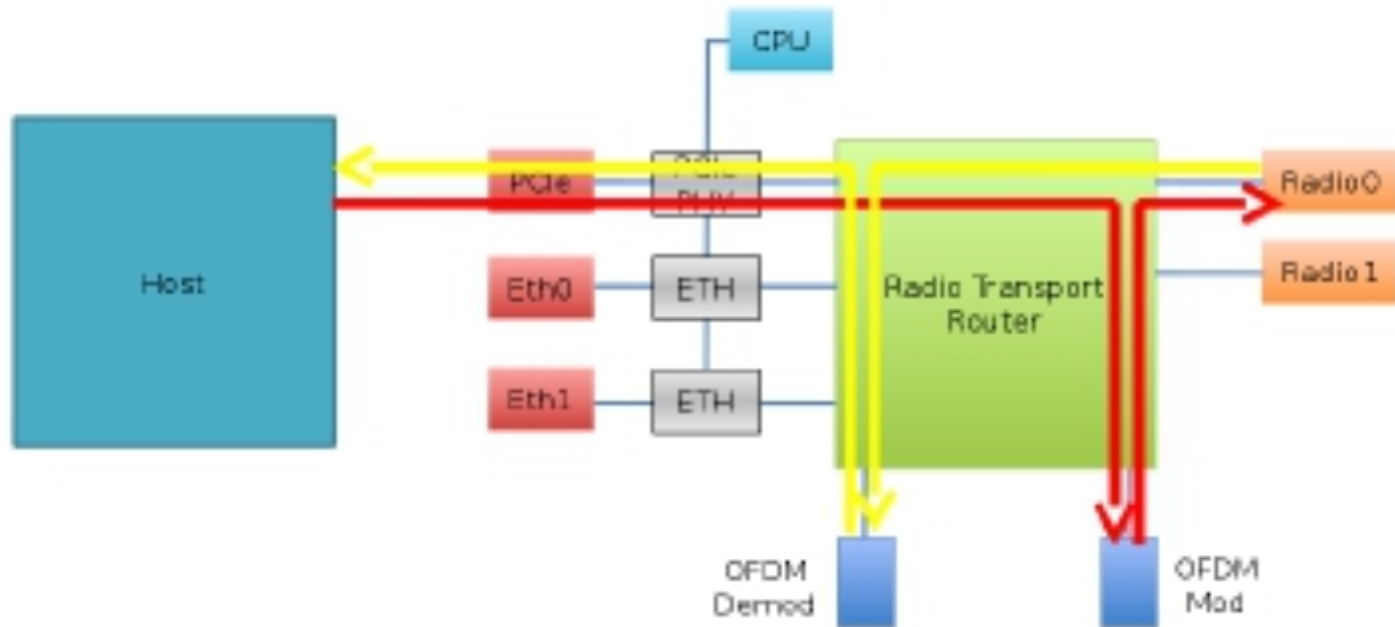 CPU
PCIe
Radio0
Host
Eth0
ETH
Radio Transport
Router
Radio1
Eth1
ETH
OFDM
Demod
OFDM
Mod